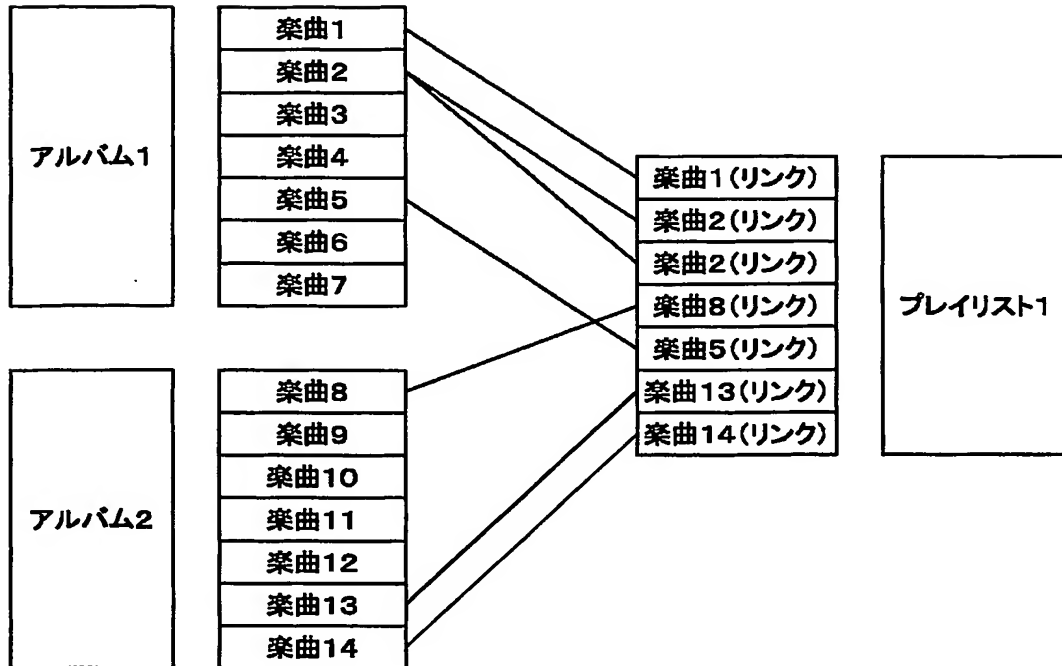 アルバム1
楽曲1
楽曲2
楽曲3
楽曲4
楽曲5
楽曲6
楽曲7
アルバム2
楽曲8
楽曲9
楽曲10
楽曲11
楽曲12
楽曲13
楽曲14
楽曲1(リンク)
楽曲2(リンク)
楽曲2(リンク)
楽曲8(リンク)
楽曲5(リンク)
楽曲13(リンク)
楽曲14(リンク)
プレイリスト1